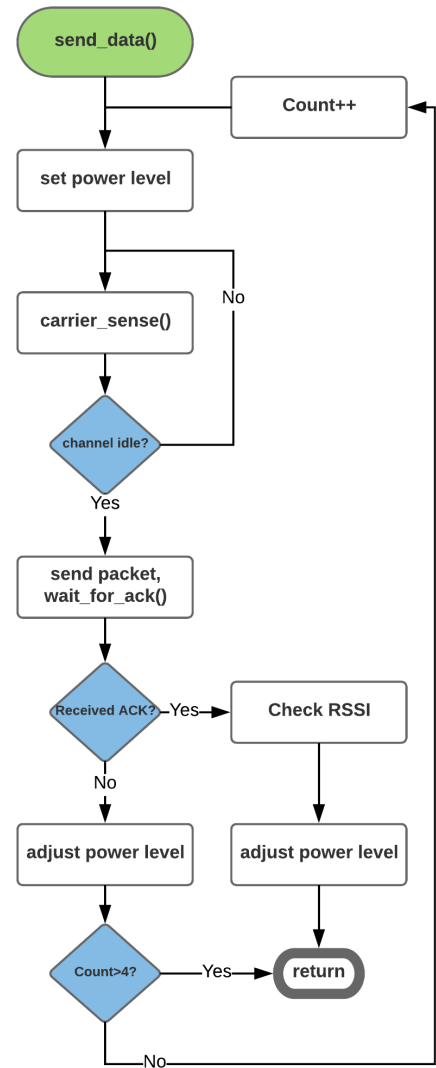 send_data()
Count++
set power level
No
carrier_sense()
channel idle?
Yes
send packet,
wait_for_ack()
Received ACK?
Yes
Check RSSI
No
adjust power level
adjust power level
Count>4?
Yes
return
No